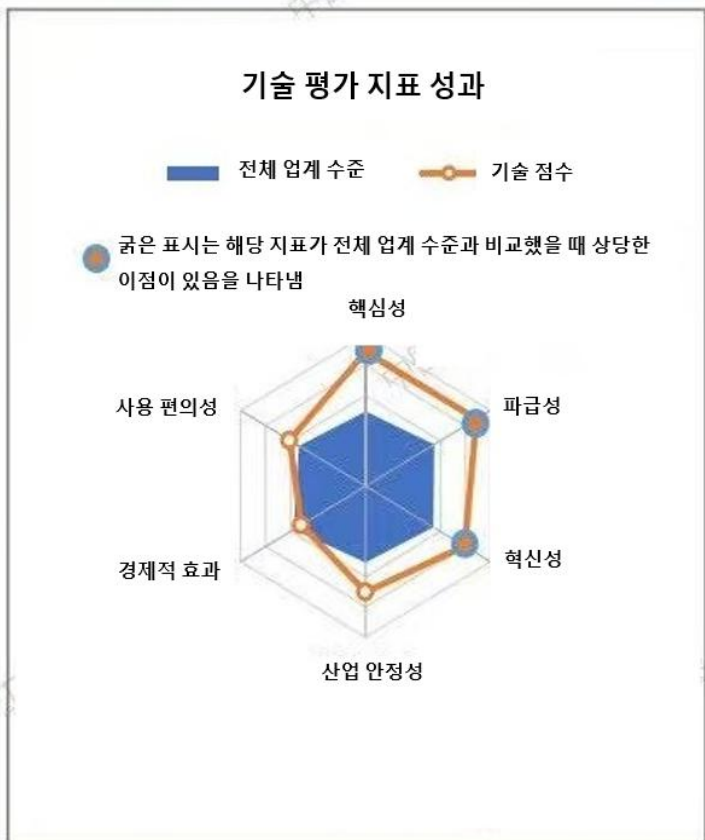 기술 평가 지표 성과
전체 업계 수준
기술 점수
굵은 표시는 해당 지표가 전체 업계 수준과 비교했을 때 상당한
이점이 있음을 나타냄
핵심성
사용 편의성
파급성
경제적 효과
혁신성
산업 안정성